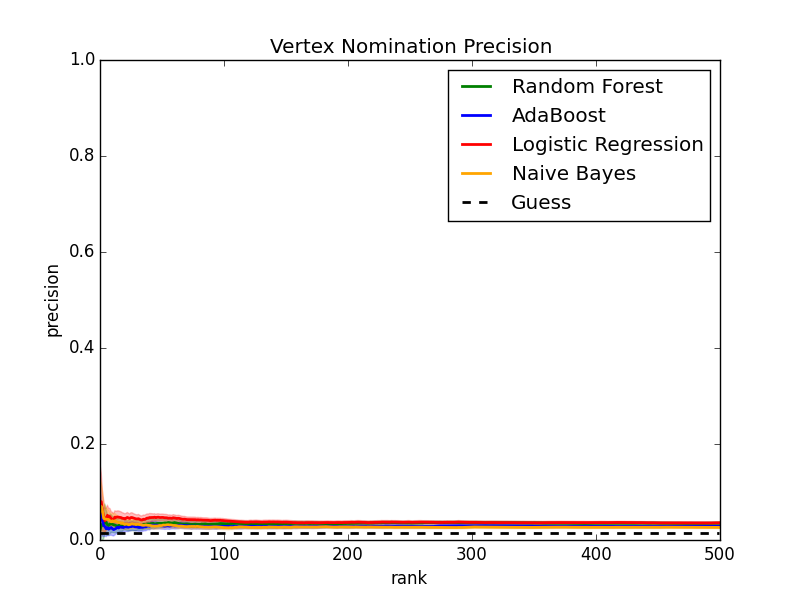 Vertex Nomination Precision
1.0
0.8
0.6
0.4
0.2
0.0
precision
Random Forest
AdaBoost
Logistic Regression
Naive Bayes
Guess
0 100 200 300 400 500
rank